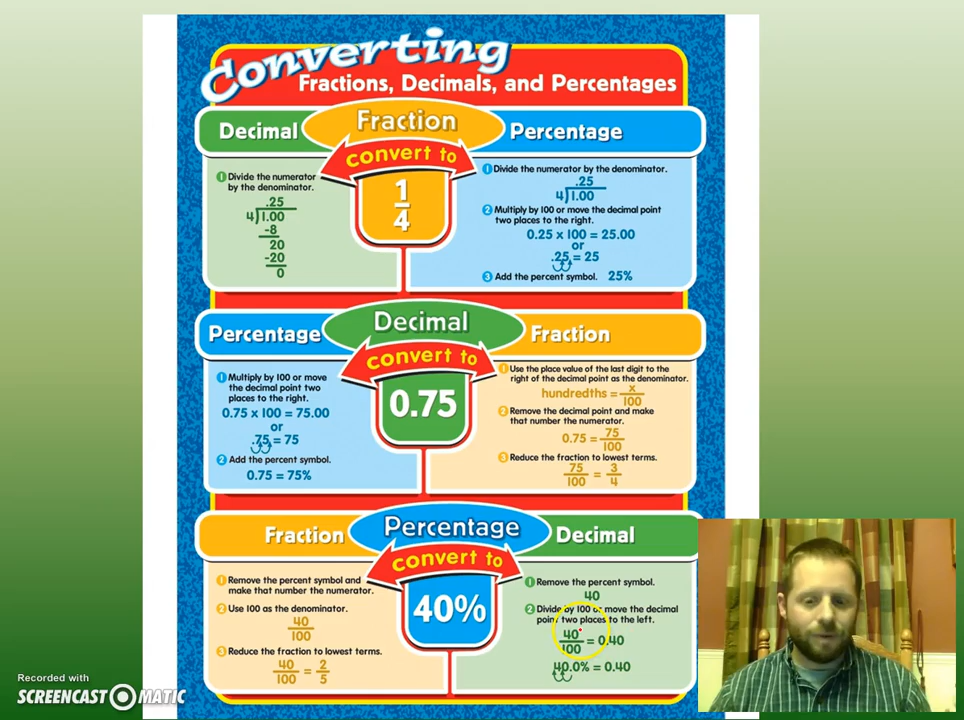 Converting
Fractions, Decimals, and Percentages
Decimal
Fraction
Percentage
convert to
1
4
1 Divide the numerator
by the denominator.
.25
4)1.00
-8
20
-20
0
1 Divide the numerator by the denominator.
.25
4)1.00
2 Multiply by 100 or move the decimal point
two places to the right.
0.25 x 100 = 25.00
or
.25 = 25
3 Add the percent symbol. 25%
Percentage
Decimal
Fraction
convert to
0.75
1 Multiply by 100 or move
the decimal point two
places to the right.
0.75 x 100 = 75.00
or
.75 = 75
2 Add the percent symbol.
0.75 = 75%
1 Use the place value of the last digit to the
right of the decimal point as the denominator.
hundredths = x/100
2 Remove the decimal point and make
that number the numerator.
0.75 = 75/100
3 Reduce the fraction to lowest terms.
75/100 = 3/4
Fraction
Percentage
Decimal
convert to
40%
1 Remove the percent symbol and
make that number the numerator.
2 Use 100 as the denominator.
40/100
3 Reduce the fraction to lowest terms.
40/100 = 2/5
1 Remove the percent symbol.
40
2 Divide by 100 or move the decimal
point two places to the left.
40/100 = 0.40
40.0% = 0.40
Recorded with
SCREENCAST-O-MATIC